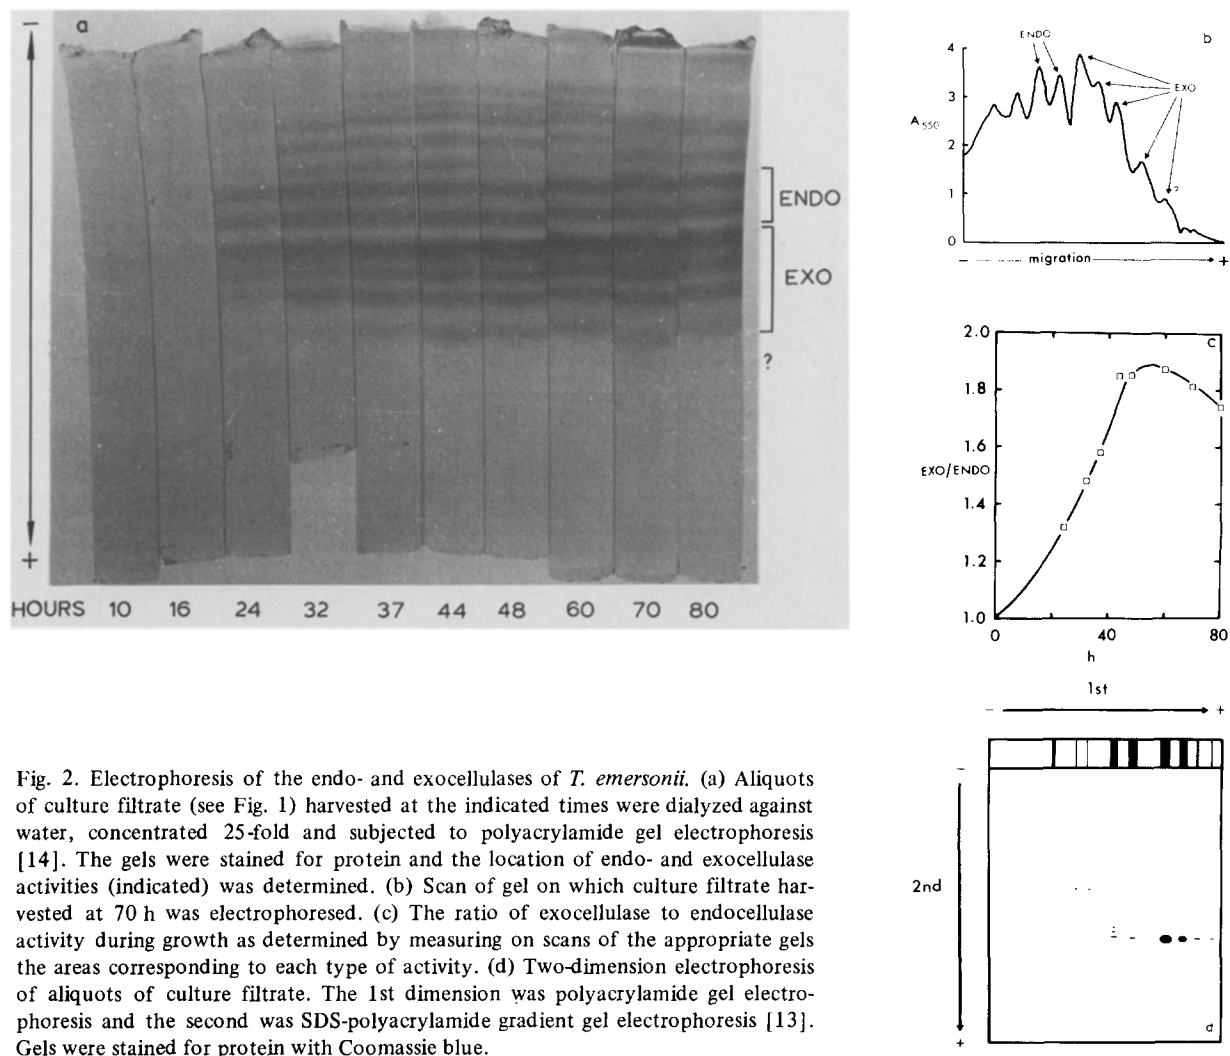 −
a
ENDO
EXO
?
+
HOURS 10 16 24 32 37 44 48 60 70 80
b
ENDO
EXO
?
4
3
2
1
0
A550
− migration +
c
2.0
1.8
1.6
1.4
1.2
1.0
EXO/ENDO
0 40 80
h
1st
− +
−
2nd
+
d
Fig. 2. Electrophoresis of the endo- and exocellulases of T. emersonii. (a) Aliquots
of culture filtrate (see Fig. 1) harvested at the indicated times were dialyzed against
water, concentrated 25-fold and subjected to polyacrylamide gel electrophoresis
[14]. The gels were stained for protein and the location of endo- and exocellulase
activities (indicated) was determined. (b) Scan of gel on which culture filtrate har-
vested at 70 h was electrophoresed. (c) The ratio of exocellulase to endocellulase
activity during growth as determined by measuring on scans of the appropriate gels
the areas corresponding to each type of activity. (d) Two-dimension electrophoresis
of aliquots of culture filtrate. The 1st dimension was polyacrylamide gel electro-
phoresis and the second was SDS-polyacrylamide gradient gel electrophoresis [13].
Gels were stained for protein with Coomassie blue.